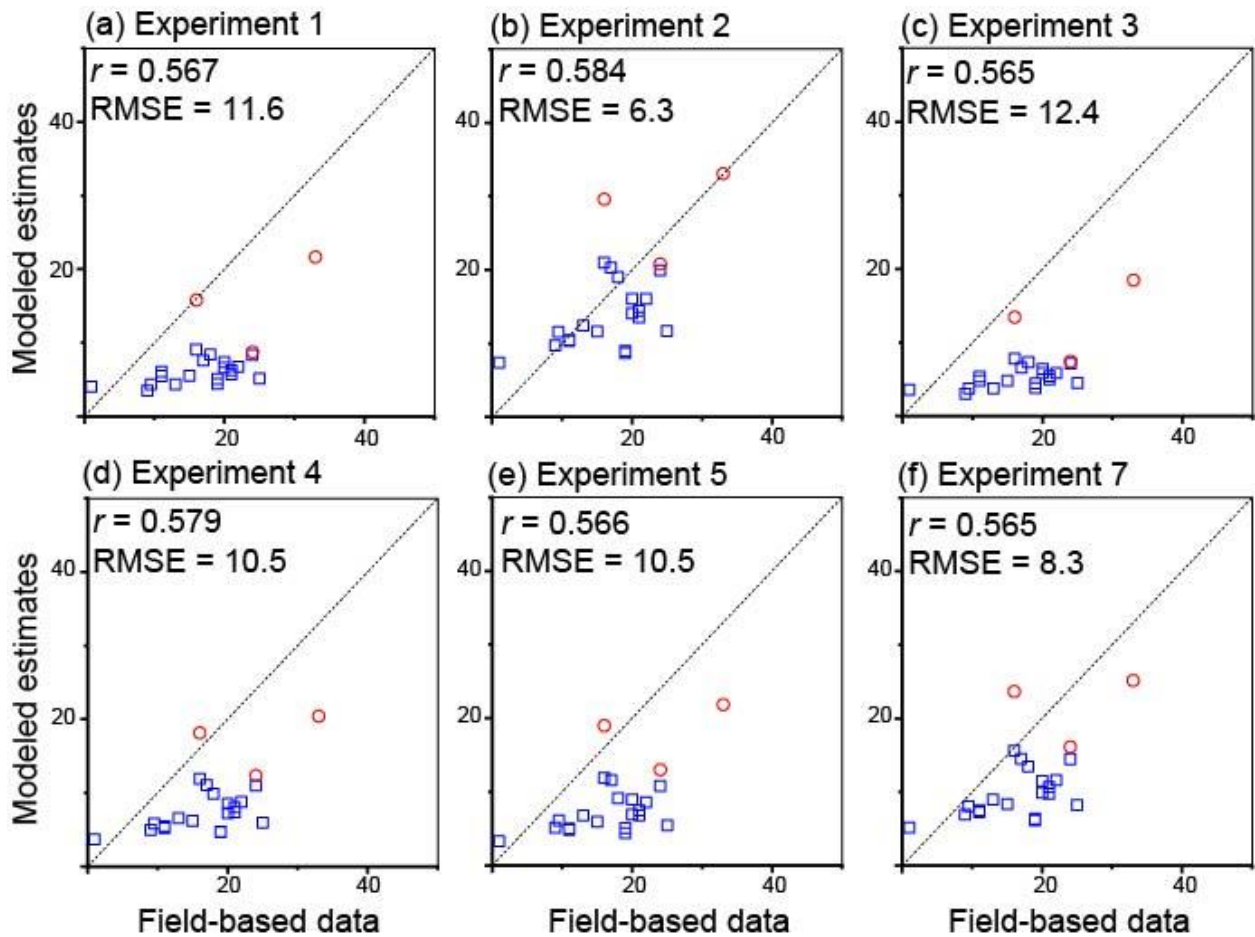 (a) Experiment 1
r = 0.567
RMSE = 11.6
40
20
20
40
Modeled estimates
(b) Experiment 2
r = 0.584
RMSE = 6.3
40
20
20
40
(c) Experiment 3
r = 0.565
RMSE = 12.4
40
20
20
40
(d) Experiment 4
r = 0.579
RMSE = 10.5
40
20
20
40
Modeled estimates
Field-based data
(e) Experiment 5
r = 0.566
RMSE = 10.5
40
20
20
40
Field-based data
(f) Experiment 7
r = 0.565
RMSE = 8.3
40
20
20
40
Field-based data